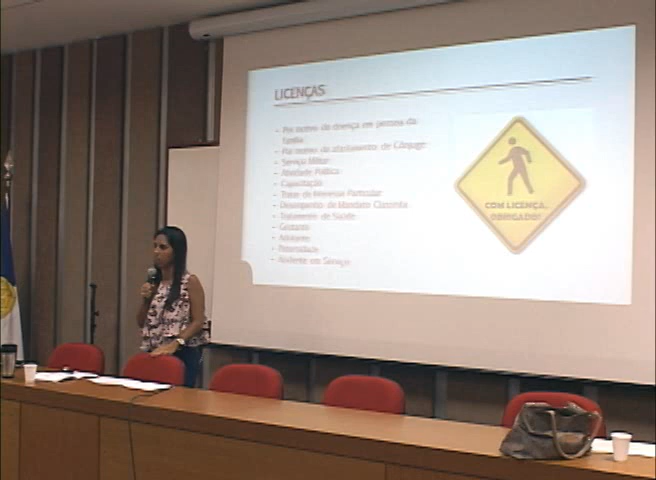 LICENÇAS
- Por motivo de doença em pessoa da
família
- Por motivo de afastamento de Cônjuge
- Serviço Militar
- Atividade Política
- Capacitação
- Tratar de Interesse Particular
- Desempenho de Mandato Classista
- Tratamento de Saúde
- Gestante
- Adotante
- Paternidade
- Acidente em Serviço
COM LICENÇA,
OBRIGADO!